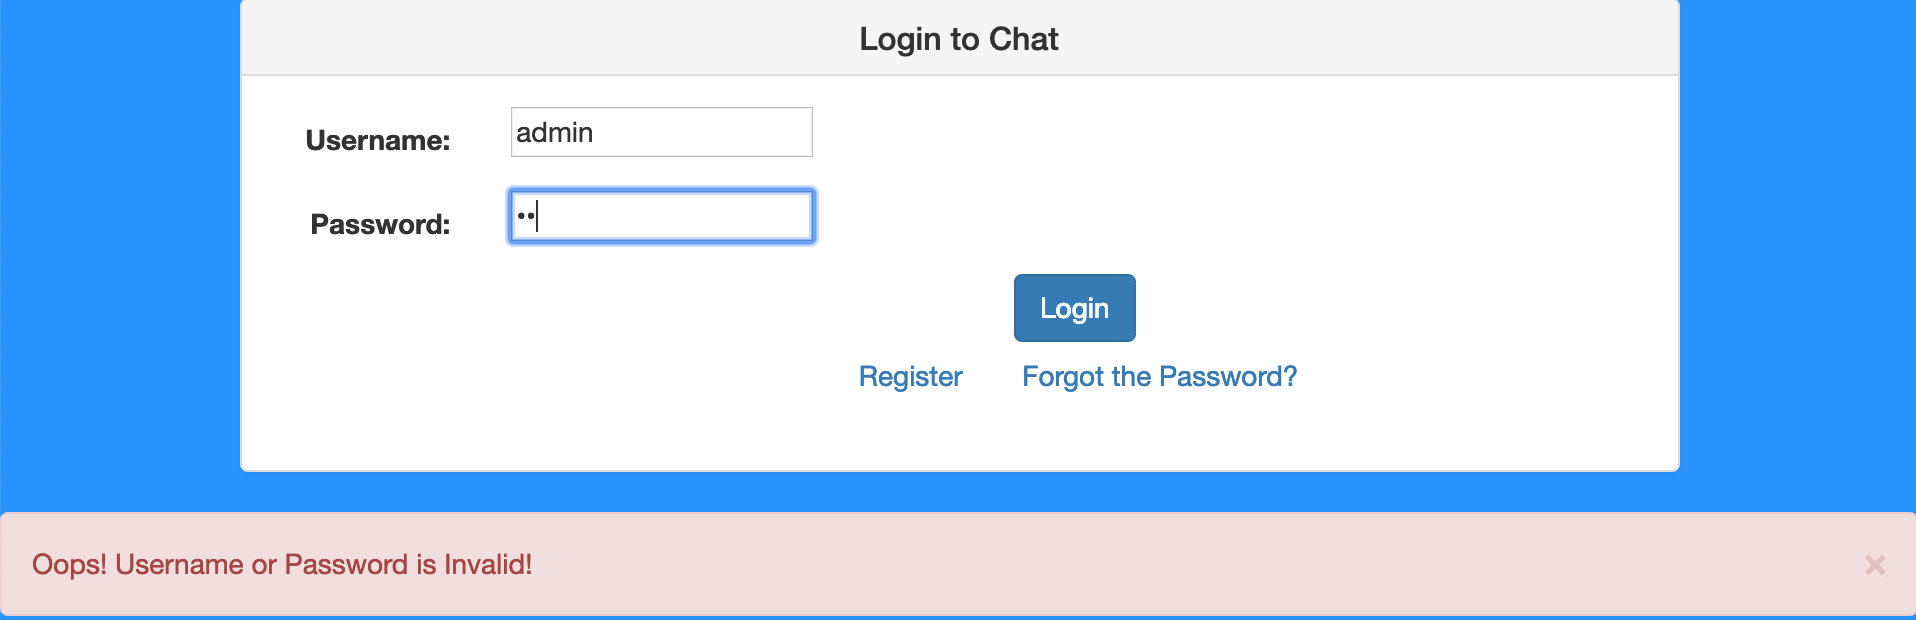 Login to Chat
Username: admin
Password: ••
Login
Register Forgot the Password?
Oops! Username or Password is Invalid! ×